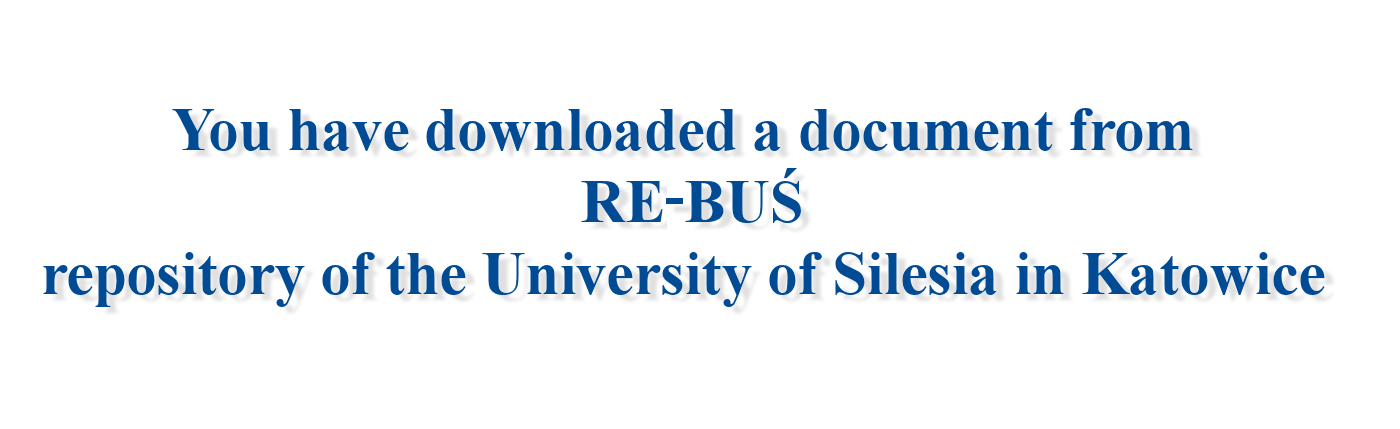 You have downloaded a document from
RE-BUŚ
repository of the University of Silesia in Katowice